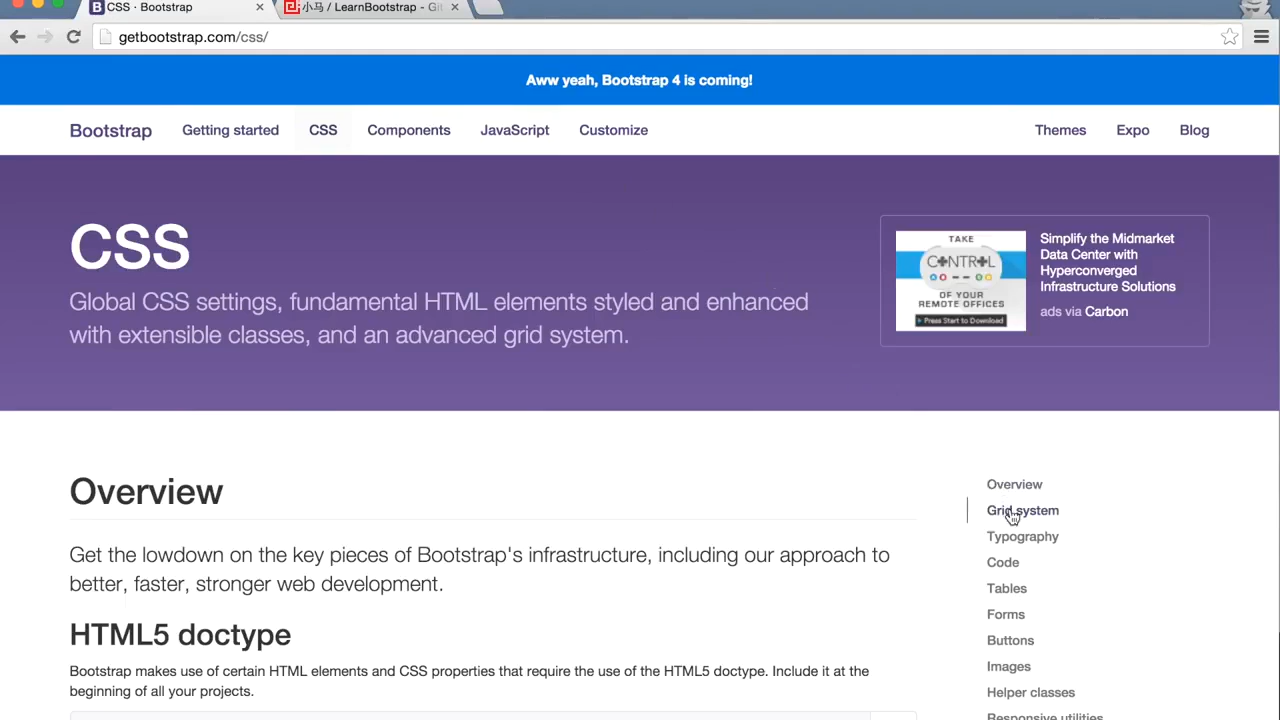 CSS · Bootstrap
小马 / LearnBootstrap - Git
getbootstrap.com/css/
Aww yeah, Bootstrap 4 is coming!
Bootstrap Getting started CSS Components JavaScript Customize Themes Expo Blog
CSS
Global CSS settings, fundamental HTML elements styled and enhanced
with extensible classes, and an advanced grid system.
TAKE
CONTROL
OF YOUR
REMOTE OFFICES
Press Start to Download
Simplify the Midmarket
Data Center with
Hyperconverged
Infrastructure Solutions
ads via Carbon
Overview
Get the lowdown on the key pieces of Bootstrap's infrastructure, including our approach to
better, faster, stronger web development.
HTML5 doctype
Bootstrap makes use of certain HTML elements and CSS properties that require the use of the HTML5 doctype. Include it at the
beginning of all your projects.
Overview
Grid system
Typography
Code
Tables
Forms
Buttons
Images
Helper classes
Responsive utilities